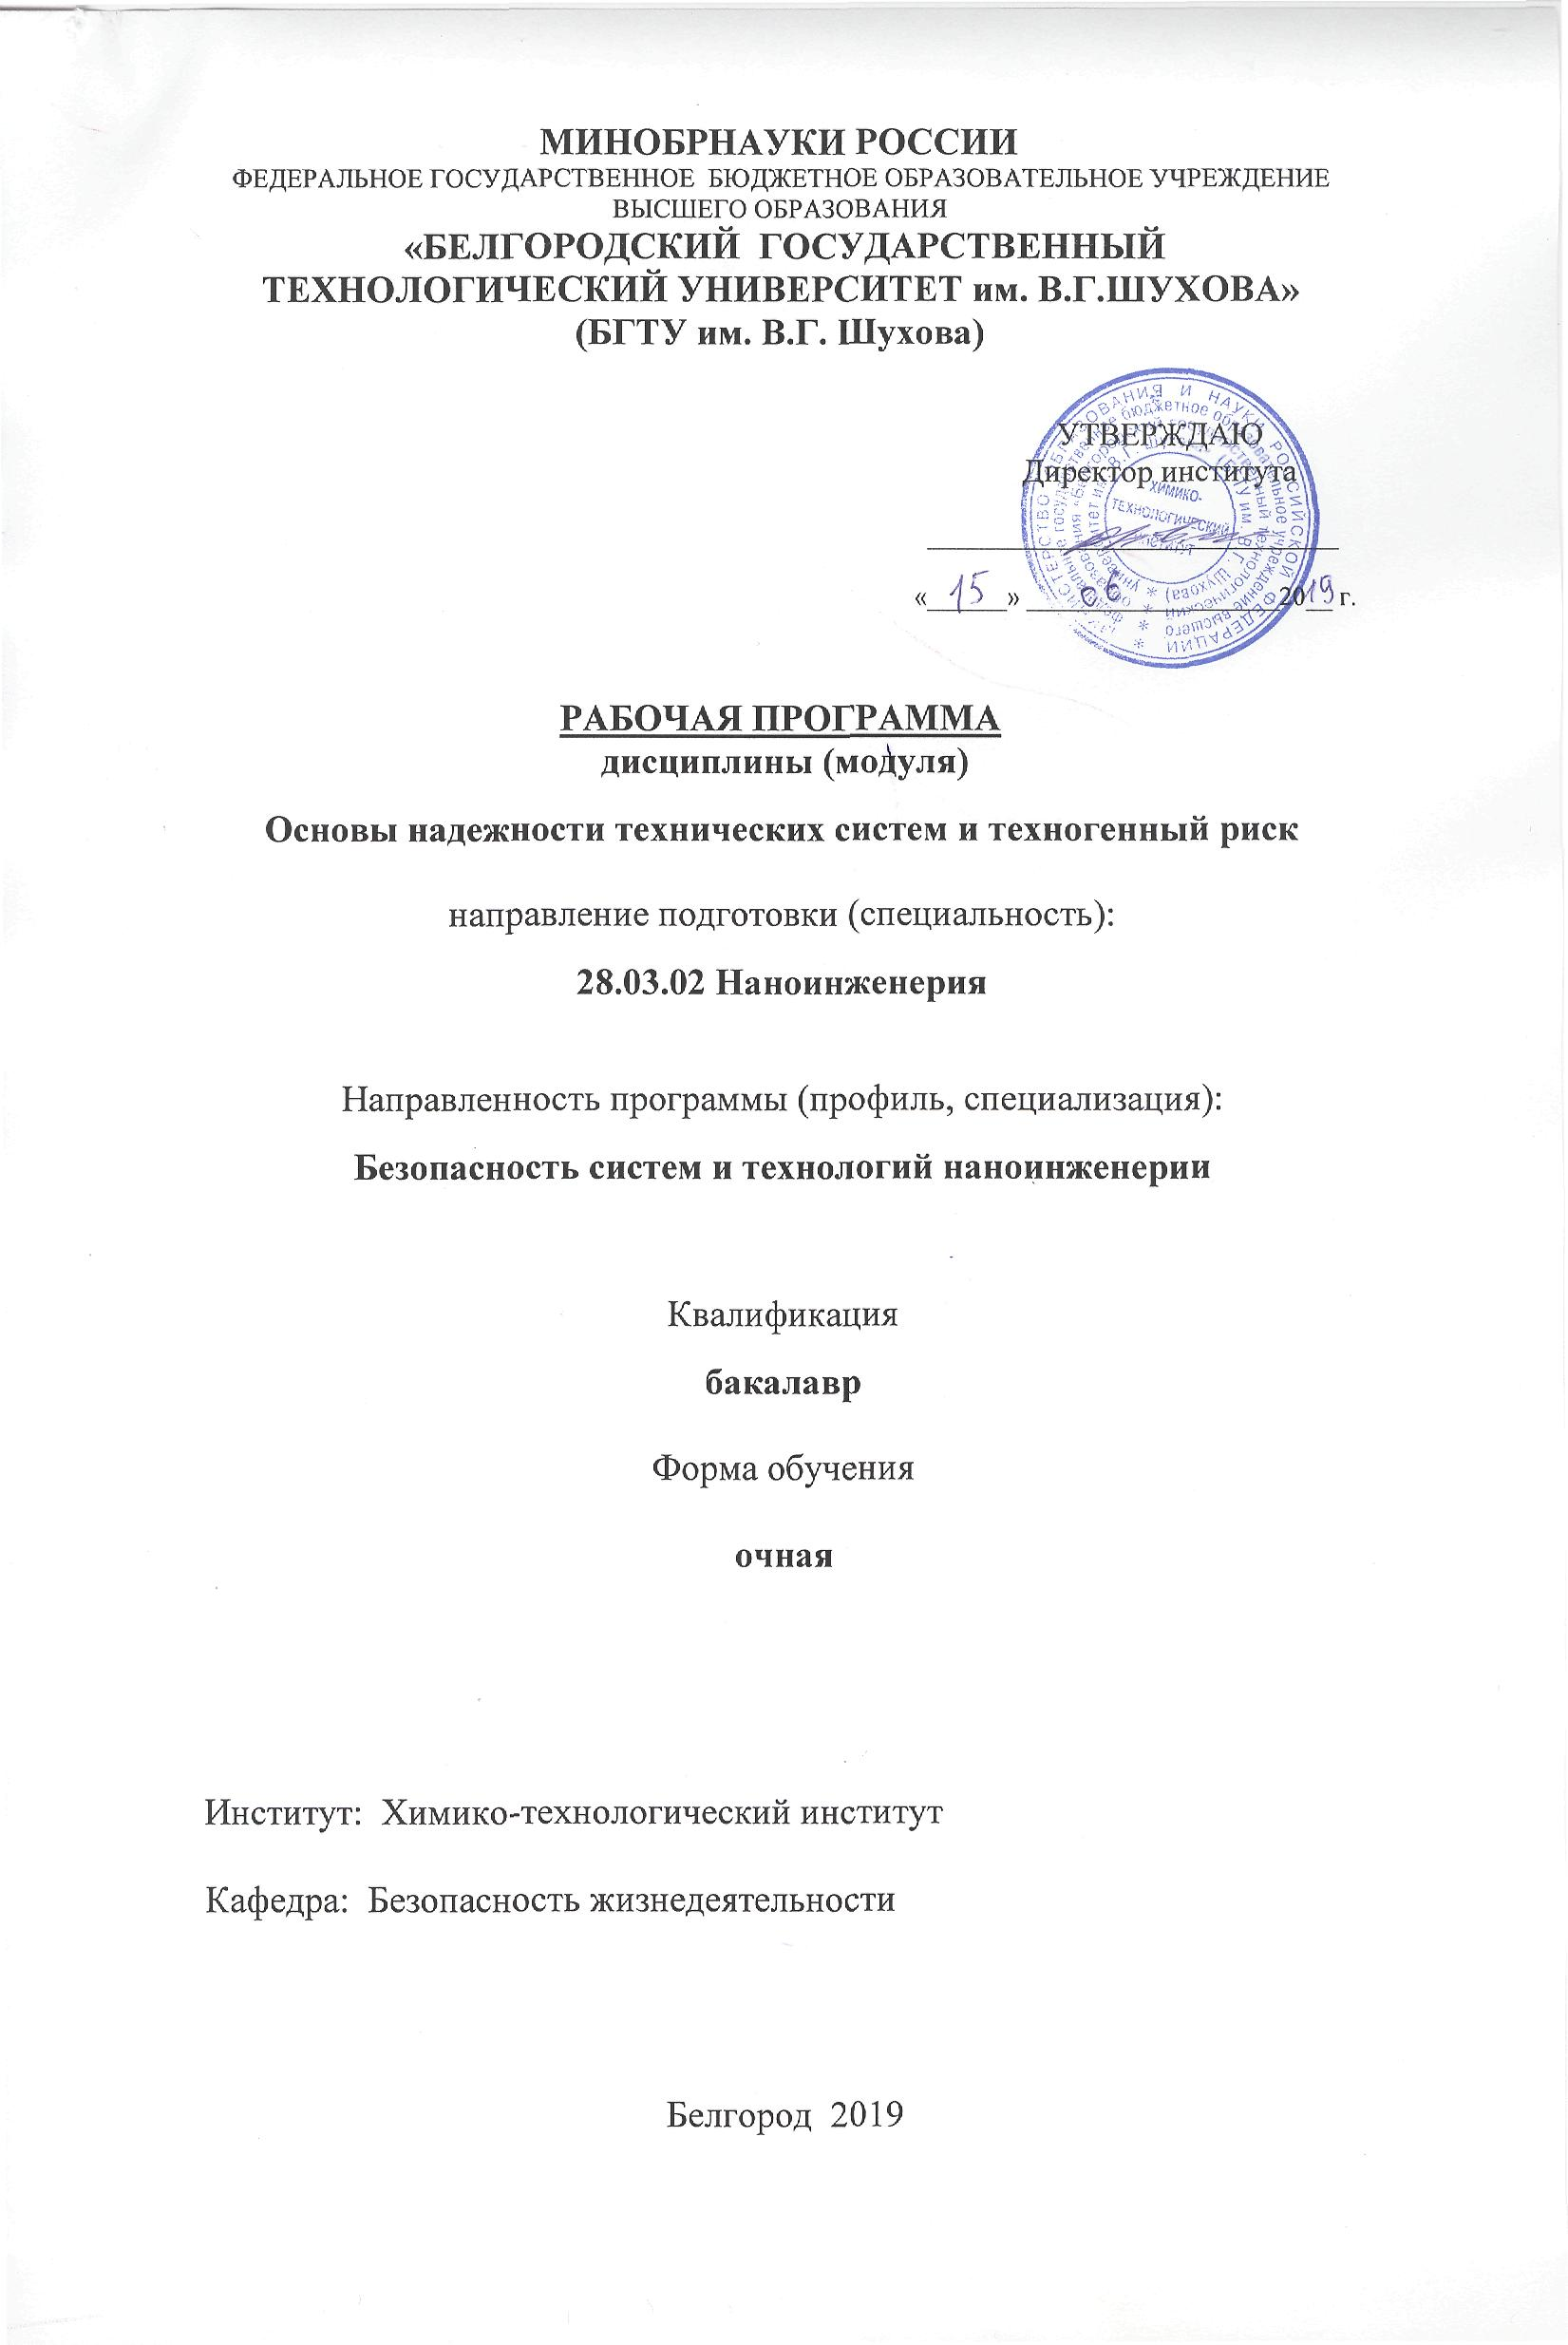 МИНОБРНАУКИ РОССИИ
ФЕДЕРАЛЬНОЕ ГОСУДАРСТВЕННОЕ БЮДЖЕТНОЕ ОБРАЗОВАТЕЛЬНОЕ УЧРЕЖДЕНИЕ
ВЫСШЕГО ОБРАЗОВАНИЯ
«БЕЛГОРОДСКИЙ ГОСУДАРСТВЕННЫЙ
ТЕХНОЛОГИЧЕСКИЙ УНИВЕРСИТЕТ им. В.Г.ШУХОВА»
(БГТУ им. В.Г. Шухова)
УТВЕРЖДАЮ
Директор института
ХИМИКО-
ТЕХНОЛОГИЧЕСКИЙ
ИНСТИТУТ
«15» 06 2019 г.
РАБОЧАЯ ПРОГРАММА
дисциплины (модуля)
Основы надежности технических систем и техногенный риск
направление подготовки (специальность):
28.03.02 Наноинженерия
Направленность программы (профиль, специализация):
Безопасность систем и технологий наноинженерии
Квалификация
бакалавр
Форма обучения
очная
Институт: Химико-технологический институт
Кафедра: Безопасность жизнедеятельности
Белгород 2019